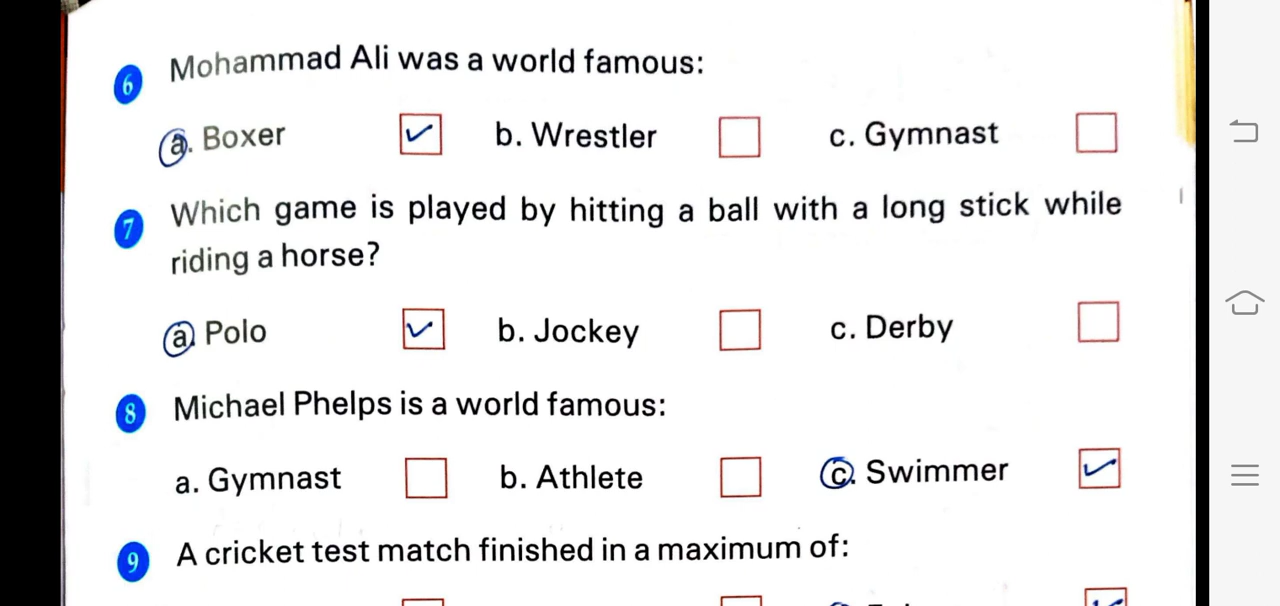 6 Mohammad Ali was a world famous:
a. Boxer b. Wrestler c. Gymnast
7 Which game is played by hitting a ball with a long stick while
riding a horse?
a. Polo b. Jockey c. Derby
8 Michael Phelps is a world famous:
a. Gymnast b. Athlete c. Swimmer
9 A cricket test match finished in a maximum of: